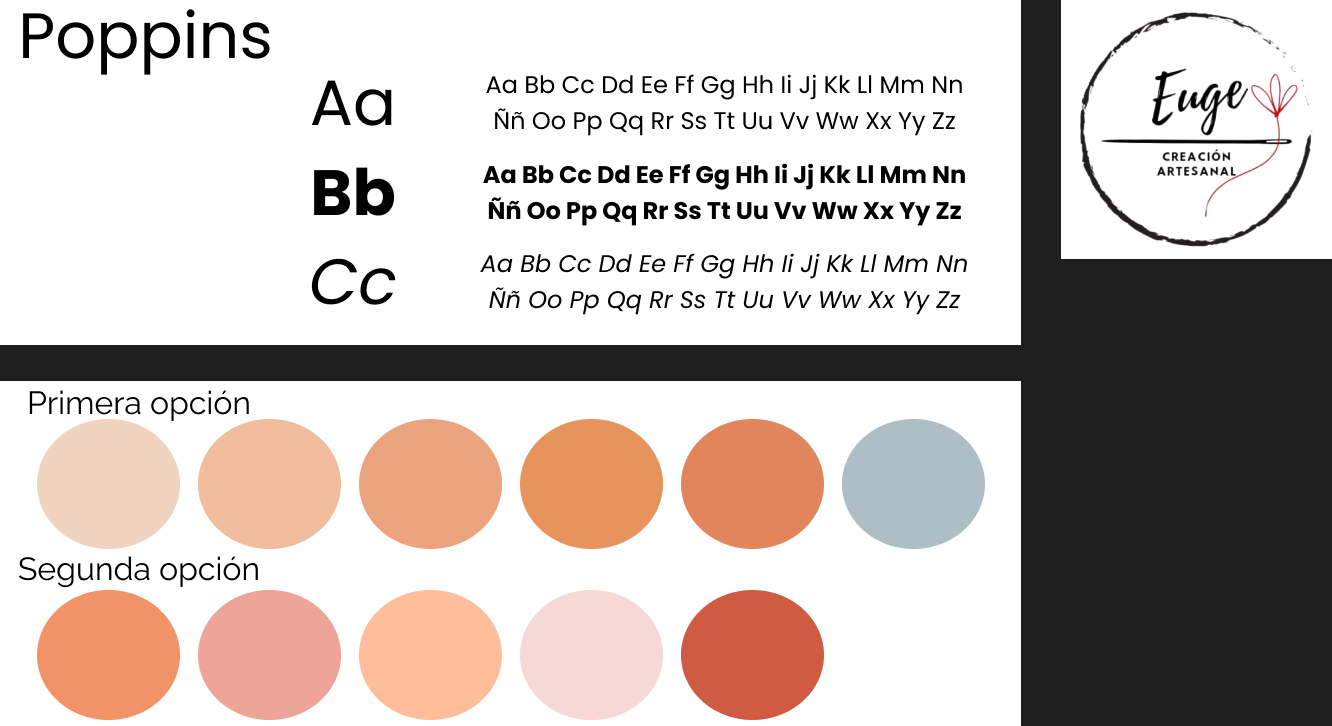 Poppins
Aa
Aa Bb Cc Dd Ee Ff Gg Hh Ii Jj Kk Ll Mm Nn
Ññ Oo Pp Qq Rr Ss Tt Uu Vv Ww Xx Yy Zz
Bb
Aa Bb Cc Dd Ee Ff Gg Hh Ii Jj Kk Ll Mm Nn
Ññ Oo Pp Qq Rr Ss Tt Uu Vv Ww Xx Yy Zz
Cc
Aa Bb Cc Dd Ee Ff Gg Hh Ii Jj Kk Ll Mm Nn
Ññ Oo Pp Qq Rr Ss Tt Uu Vv Ww Xx Yy Zz
Euge
CREACIÓN
ARTESANAL
Primera opción
Segunda opción